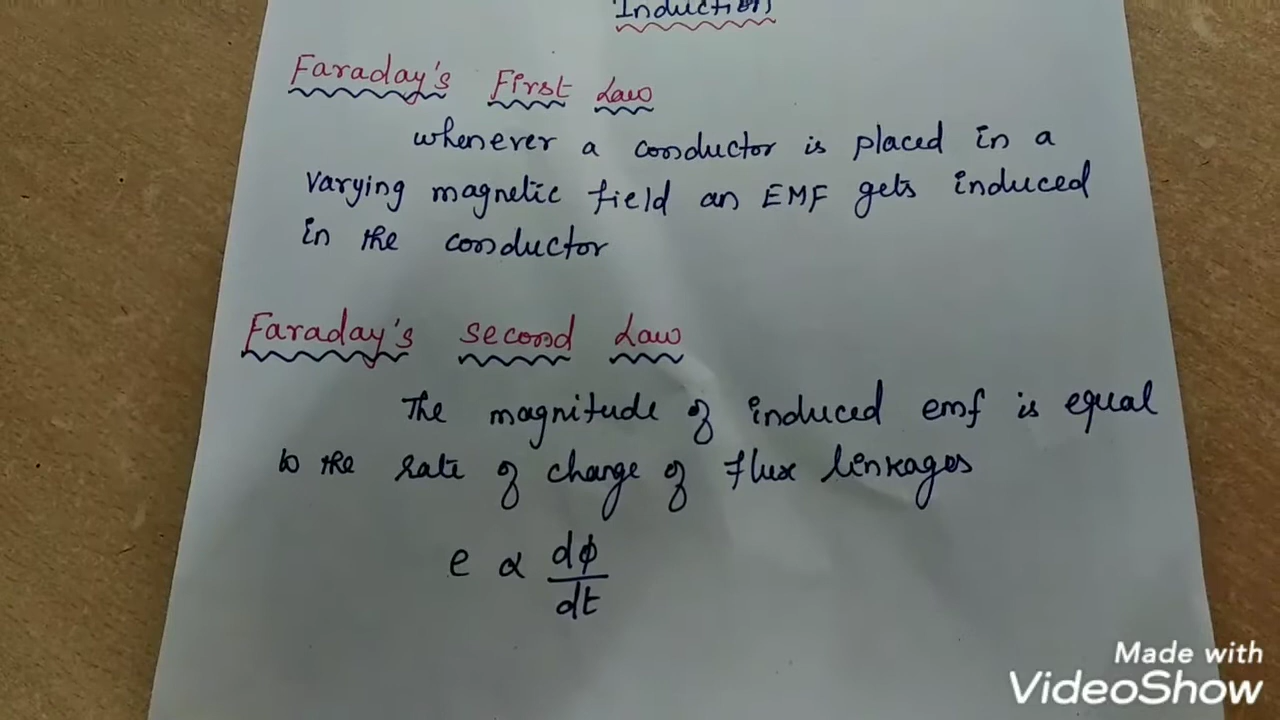 Induction
Faraday's First Law
whenever a conductor is placed in a
varying magnetic field an EMF gets induced
in the conductor
Faraday's second Law
The magnitude of induced emf is equal
to the rate of change of flux linkages
e ∝ dϕ/dt
Made with
VideoShow